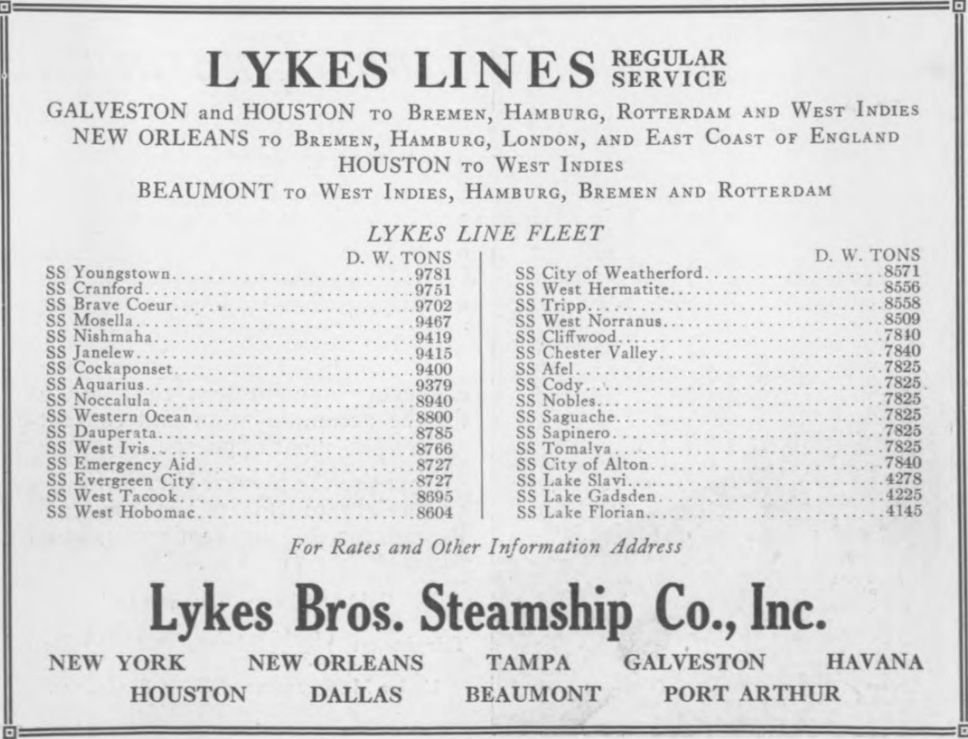 LYKES LINES REGULAR SERVICE
GALVESTON and HOUSTON TO BREMEN, HAMBURG, ROTTERDAM AND WEST INDIES
NEW ORLEANS TO BREMEN, HAMBURG, LONDON, AND EAST COAST OF ENGLAND
HOUSTON TO WEST INDIES
BEAUMONT TO WEST INDIES, HAMBURG, BREMEN AND ROTTERDAM
LYKES LINE FLEET
D. W. TONS
SS Youngstown 9781
SS Cranford 9751
SS Brave Coeur 9702
SS Mosella 9467
SS Nishmaha 9419
SS Janelew 9415
SS Cockaponset 9400
SS Aquarius 9379
SS Noccalula 8940
SS Western Ocean 8800
SS Dauperata 8785
SS West Ivis 8766
SS Emergency Aid 8727
SS Evergreen City 8727
SS West Tacook 8695
SS West Hobomac 8604
D. W. TONS
SS City of Weatherford 8571
SS West Hermatite 8556
SS Tripp 8558
SS West Norranus 8509
SS Cliffwood 7840
SS Chester Valley 7840
SS Afel 7825
SS Cody 7825
SS Nobles 7825
SS Saguache 7825
SS Sapinero 7825
SS Tomalva 7825
SS City of Alton 7840
SS Lake Slavi 4278
SS Lake Gadsden 4225
SS Lake Florian 4145
For Rates and Other Information Address
Lykes Bros. Steamship Co., Inc.
NEW YORK NEW ORLEANS TAMPA GALVESTON HAVANA
HOUSTON DALLAS BEAUMONT PORT ARTHUR